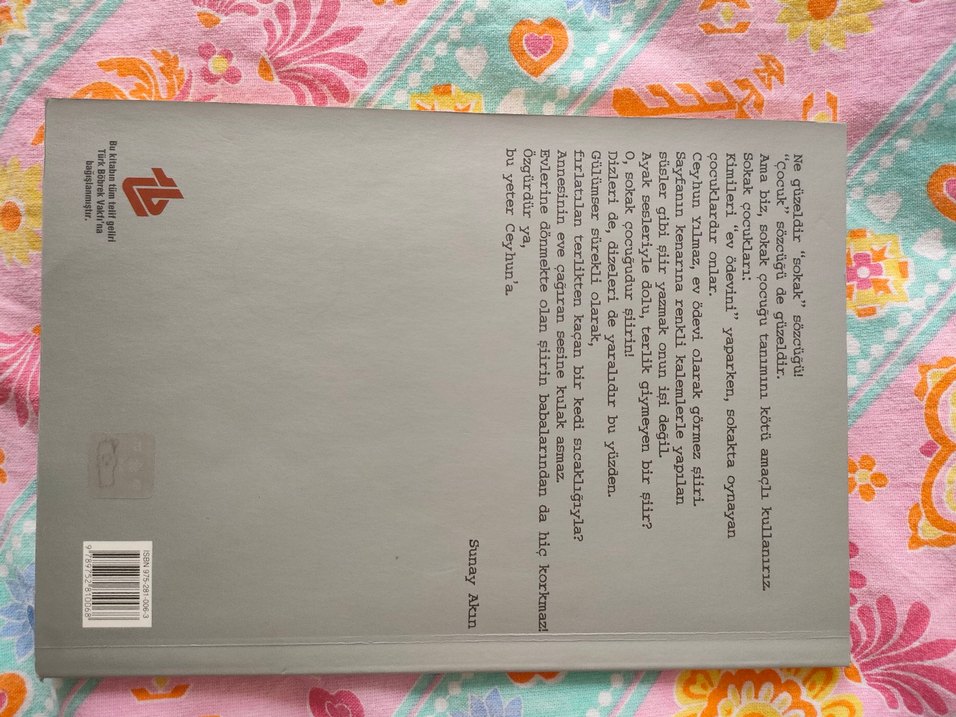 Ne güzeldir "sokak" sözcüğü!
"Çocuk" sözcüğü de güzeldir.
Ama biz, sokak çocuğu tanımını kötü amaçlı kullanırız.
Sokak çocukları:
Kimileri "ev ödevini" yaparken, sokakta oynayan
çocuklardır onlar.
Ceyhun Yılmaz, ev ödevi olarak görmez şiiri.
Sayfanın kenarına renkli kalemlerle yapılan
süsler gibi şiir yazmak onun işi değil.
Ayak sesleriyle dolu, terlik giymeyen bir şiir?
O, sokak çocuğudur şiirin!
Dizleri de, dizeleri de yaralıdır bu yüzden.
Gülümser sürekli olarak,
fırlatılan terlikten kaçan bir kedi sıcaklığıyla?
Annesinin eve çağıran sesine kulak asmaz.
Evlerine dönmekte olan şiirin babalarından da hiç korkmaz!
Özgürdür ya,
bu yeter Ceyhun'a.
Sunay Akın
Bu kitabın tüm telif geliri
Türk Böbrek Vakfı'na
bağışlanmıştır.
ISBN 975-281-006-3
9789752810068